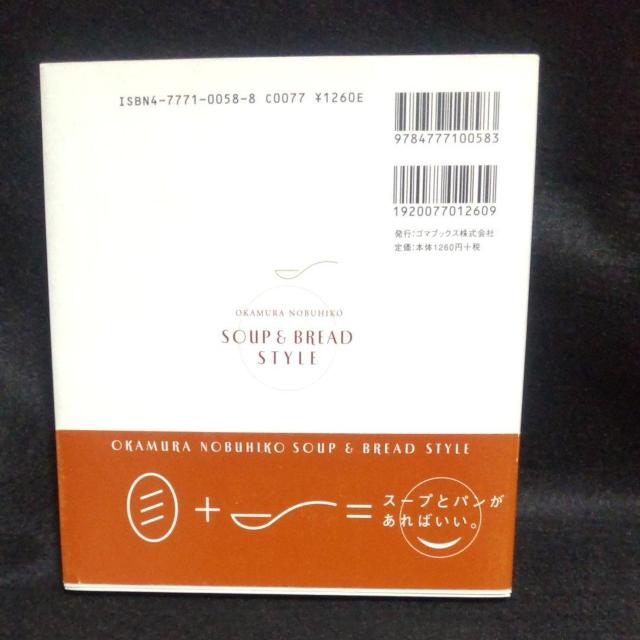 ISBN4-7771-0058-8 C0077 ¥1260E
9784777100583
1920077012609
発行:ゴマブックス株式会社
定価:本体1260円+税
OKAMURA NOBUHIKO
SOUP & BREAD
STYLE
OKAMURA NOBUHIKO SOUP & BREAD STYLE
+ = スープとパンが
あればいい。